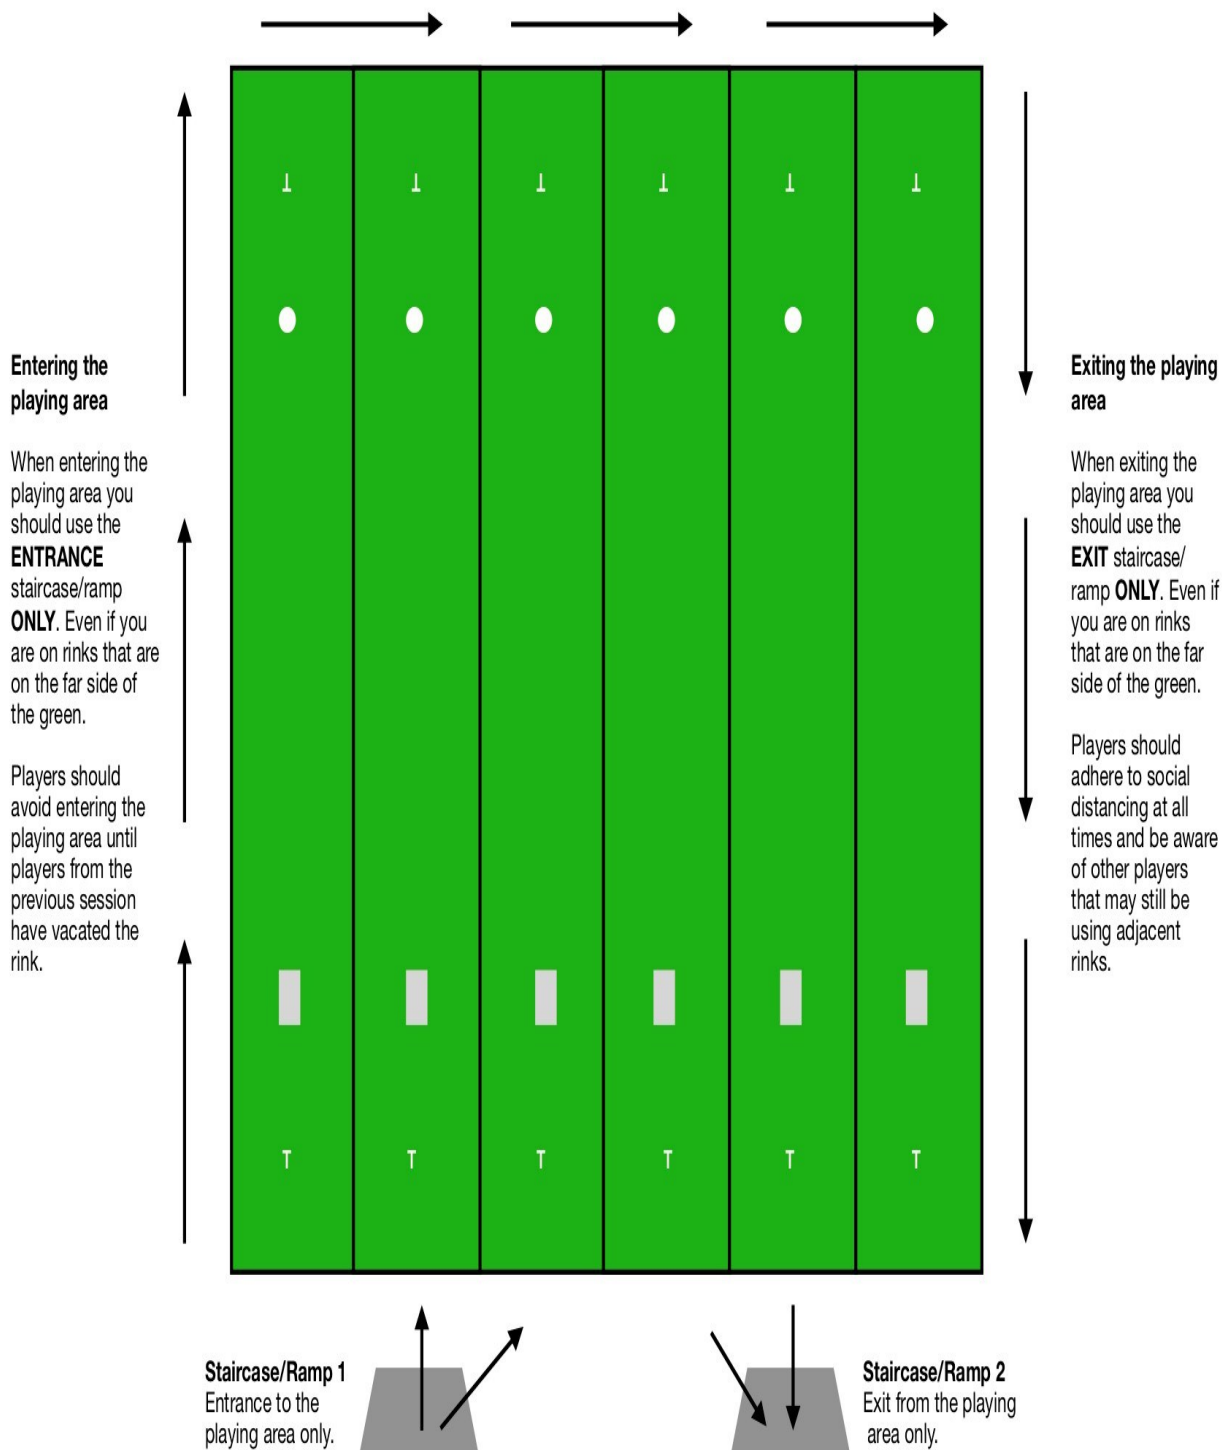 Entering the
playing area
When entering the
playing area you
should use the
ENTRANCE
staircase/ramp
ONLY. Even if you
are on rinks that are
on the far side of
the green.
Players should
avoid entering the
playing area until
players from the
previous session
have vacated the
rink.
Exiting the playing
area
When exiting the
playing area you
should use the
EXIT staircase/
ramp ONLY. Even if
you are on rinks
that are on the far
side of the green.
Players should
adhere to social
distancing at all
times and be aware
of other players
that may still be
using adjacent
rinks.
T T T T T T
Staircase/Ramp 1
Entrance to the
playing area only.
Staircase/Ramp 2
Exit from the playing
area only.